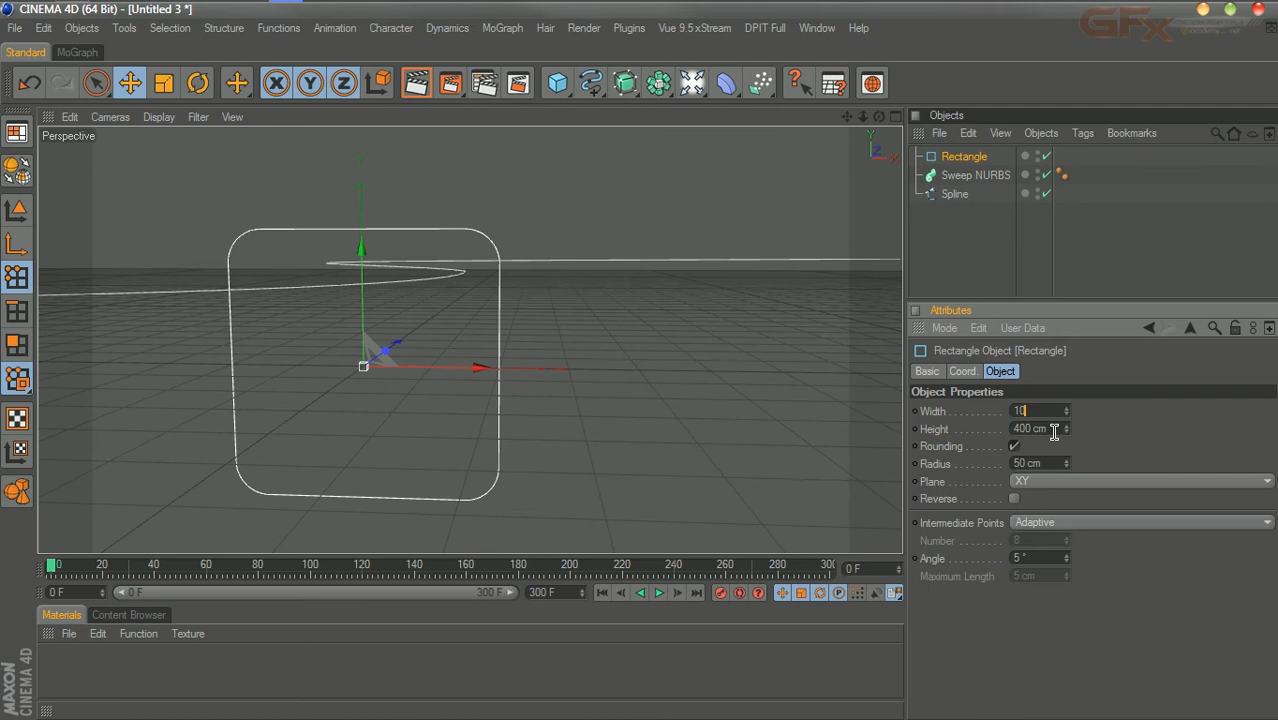 CINEMA 4D (64 Bit) - [Untitled 3 *]
File Edit Objects Tools Selection Structure Functions Animation Character Dynamics MoGraph Hair Render Plugins Vue 9.5xStream DPIT Full Window Help
GFx
Standard MoGraph
X Y Z
Edit Cameras Display Filter View
Perspective
Y
Z
X
Y
Objects
File Edit View Objects Tags Bookmarks
Rectangle
Sweep NURBS
Spline
Attributes
Mode Edit User Data
Rectangle Object [Rectangle]
Basic Coord. Object
Object Properties
Width 10
Height 400 cm
Rounding
Radius 50 cm
Plane XY
Reverse
Intermediate Points Adaptive
Number 8
Angle 5 °
Maximum Length 5 cm
0 20 40 60 80 100 120 140 160 180 200 220 240 260 280 30 0 F
0 F 0 F 300 F 300 F
P
Materials Content Browser
File Edit Function Texture
MAXON
CINEMA 4D